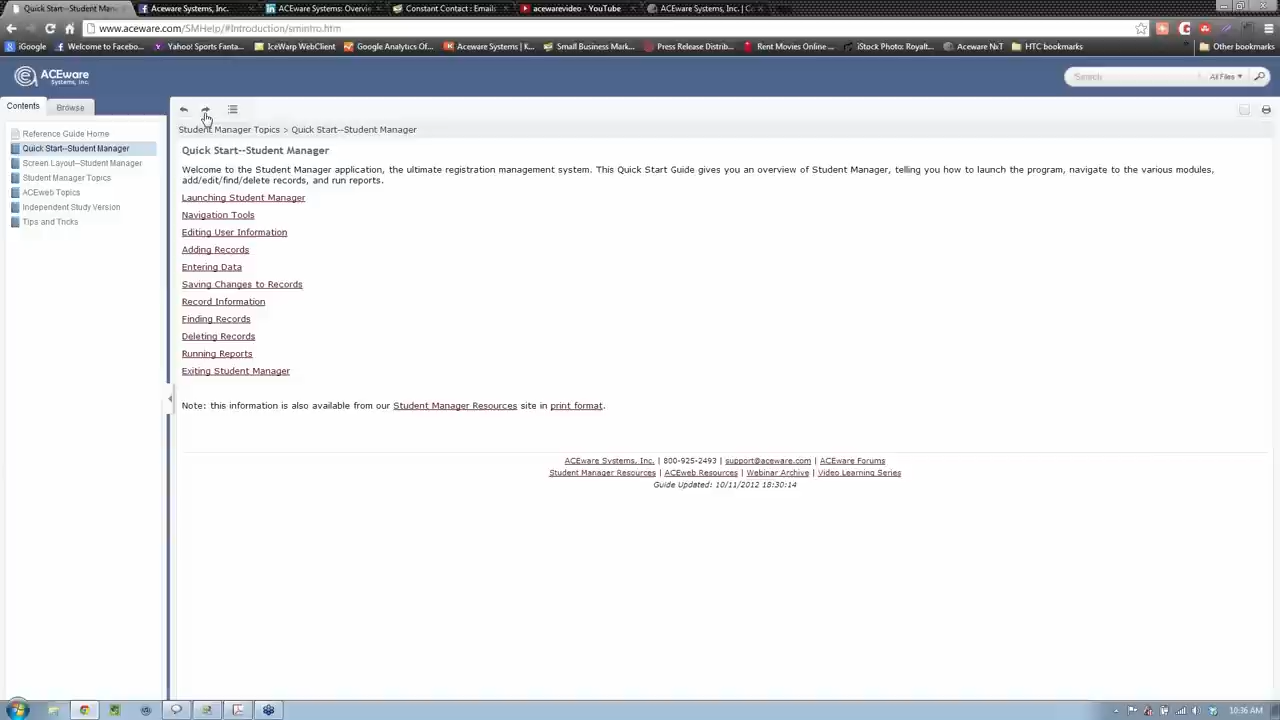 Quick Start--Student Man
Aceware Systems, Inc.
ACEware Systems: Overvie
Constant Contact : Emails
acewarevideo - YouTube
ACEware Systems, Inc. | Co
www.aceware.com/SMHelp/#Introduction/smintro.htm
iGoogle
Welcome to Facebo...
Yahoo! Sports Fanta...
IceWarp WebClient
Google Analytics Of...
Aceware Systems | K...
Small Business Mark...
Press Release Distrib...
Rent Movies Online ...
iStock Photo: Royalt...
Aceware NxT
HTC bookmarks
Other bookmarks
ACEware
Systems, Inc.
Search
All Files
Contents
Browse
Reference Guide Home
Quick Start--Student Manager
Screen Layout--Student Manager
Student Manager Topics
ACEweb Topics
Independent Study Version
Tips and Tricks
Student Manager Topics > Quick Start--Student Manager
Quick Start--Student Manager
Welcome to the Student Manager application, the ultimate registration management system. This Quick Start Guide gives you an overview of Student Manager, telling you how to launch the program, navigate to the various modules,
add/edit/find/delete records, and run reports.
Launching Student Manager
Navigation Tools
Editing User Information
Adding Records
Entering Data
Saving Changes to Records
Record Information
Finding Records
Deleting Records
Running Reports
Exiting Student Manager
Note: this information is also available from our Student Manager Resources site in print format.
ACEware Systems, Inc. | 800-925-2493 | support@aceware.com | ACEware Forums
Student Manager Resources | ACEweb Resources | Webinar Archive | Video Learning Series
Guide Updated: 10/11/2012 18:30:14
10:36 AM